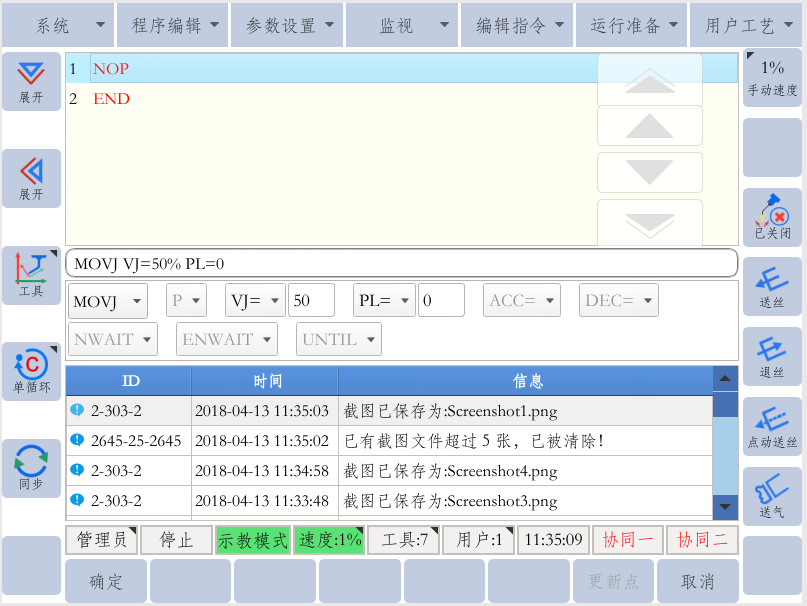 系统 程序编辑 参数设置 监视 编辑指令 运行准备 用户工艺
展开
1 NOP
2 END
1%
手动速度
展开
已关闭
MOVJ VJ=50% PL=0
工具
MOVJ P VJ= 50 PL= 0 ACC= DEC=
送丝
NWAIT ENWAIT UNTIL
单循环
退丝
ID 时间 信息
2-303-2 2018-04-13 11:35:03 截图已保存为:Screenshot1.png
2645-25-2645 2018-04-13 11:35:02 已有截图文件超过5张，已被清除!
点动送丝
2-303-2 2018-04-13 11:34:58 截图已保存为:Screenshot4.png
同步
2-303-2 2018-04-13 11:33:48 截图已保存为:Screenshot3.png
送气
管理员 停止 示教模式 速度:1% 工具:7 用户:1 11:35:09 协同一 协同二
确定 更新点 取消